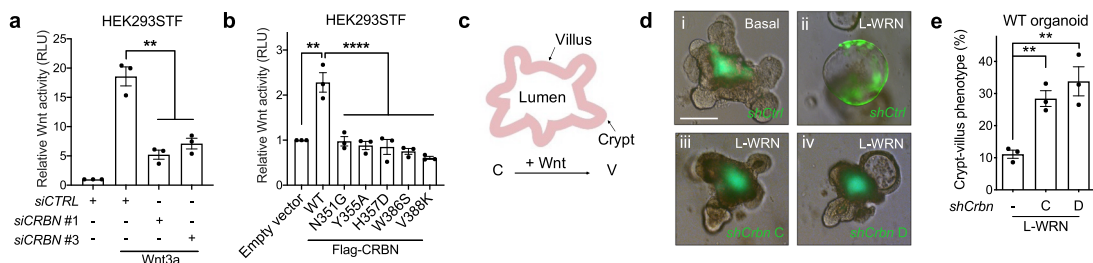 a
HEK293STF
Relative Wnt activity (RLU)
25
20
15
10
5
0
**
siCTRL + + - -
siCRBN #1 - - + -
siCRBN #3 - - - +
Wnt3a
b
HEK293STF
Relative Wnt activity (RLU)
3
2
1
0
** ****
Empty vector
WT
N351G
Y355A
H357D
W386S
V388K
Flag-CRBN
c
Villus
Lumen
Crypt
+ Wnt
C V
d
i Basal
shCtrl
ii L-WRN
shCtrl
iii L-WRN
shCrbn C
iv L-WRN
shCrbn D
e
WT organoid
Crypt-villus phenotype (%)
40
30
20
10
0
**
**
shCrbn - C D
L-WRN